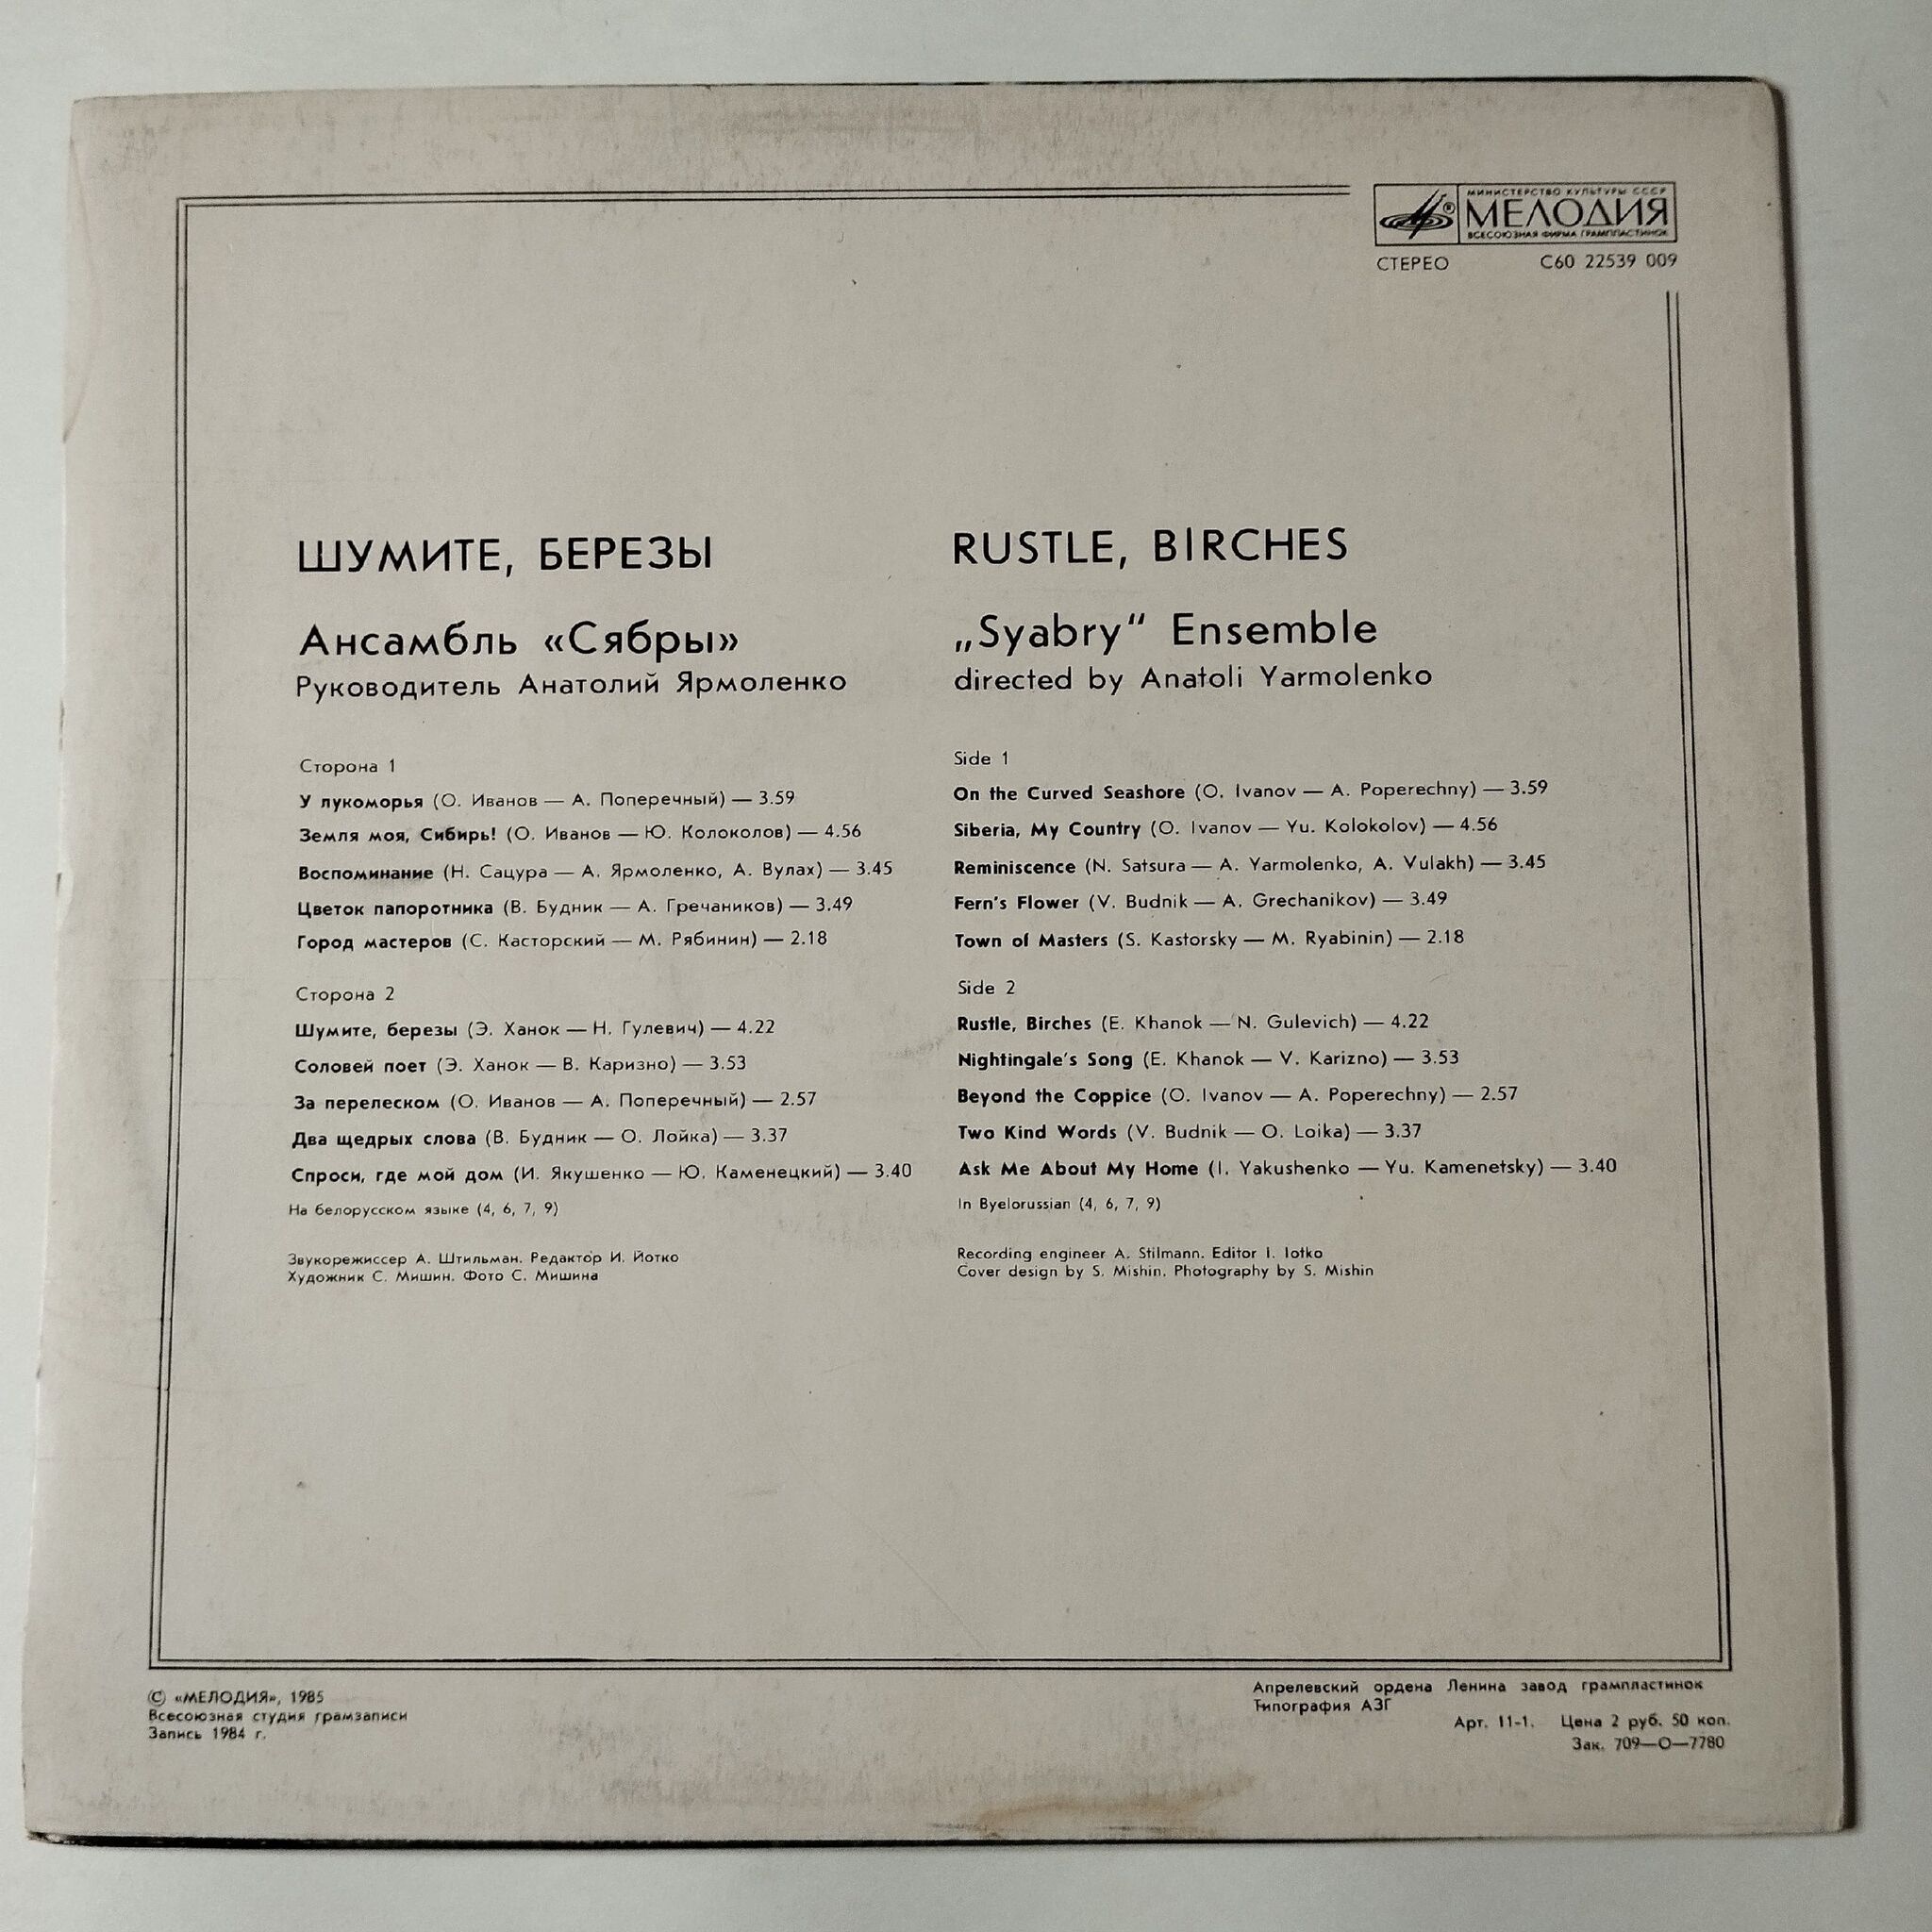 МИНИСТЕРСТВО КУЛЬТУРЫ СССР
МЕЛОДИЯ
ВСЕСОЮЗНАЯ ФИРМА ГРАМПЛАСТИНОК
СТЕРЕО С60 22539 009
ШУМИТЕ, БЕРЕЗЫ
Ансамбль «Сябры»
Руководитель Анатолий Ярмоленко
Сторона 1
У лукоморья (О. Иванов — А. Поперечный) — 3.59
Земля моя, Сибирь! (О. Иванов — Ю. Колоколов) — 4.56
Воспоминание (Н. Сацура — А. Ярмоленко, А. Вулах) — 3.45
Цветок папоротника (В. Будник — А. Гречаников) — 3.49
Город мастеров (С. Касторский — М. Рябинин) — 2.18
Сторона 2
Шумите, березы (Э. Ханок — Н. Гулевич) — 4.22
Соловей поет (Э. Ханок — В. Каризно) — 3.53
За перелеском (О. Иванов — А. Поперечный) — 2.57
Два щедрых слова (В. Будник — О. Лойка) — 3.37
Спроси, где мой дом (И. Якушенко — Ю. Каменецкий) — 3.40
На белорусском языке (4, 6, 7, 9)
Звукорежиссер А. Штильман. Редактор И. Йотко
Художник С. Мишин. Фото С. Мишина
RUSTLE, BIRCHES
„Syabry“ Ensemble
directed by Anatoli Yarmolenko
Side 1
On the Curved Seashore (O. Ivanov — A. Poperechny) — 3.59
Siberia, My Country (O. Ivanov — Yu. Kolokolov) — 4.56
Reminiscence (N. Satsura — A. Yarmolenko, A. Vulakh) — 3.45
Fern's Flower (V. Budnik — A. Grechanikov) — 3.49
Town of Masters (S. Kastorsky — M. Ryabinin) — 2.18
Side 2
Rustle, Birches (E. Khanok — N. Gulevich) — 4.22
Nightingale's Song (E. Khanok — V. Karizno) — 3.53
Beyond the Coppice (O. Ivanov — A. Poperechny) — 2.57
Two Kind Words (V. Budnik — O. Loika) — 3.37
Ask Me About My Home (I. Yakushenko — Yu. Kamenetsky) — 3.40
In Byelorussian (4, 6, 7, 9)
Recording engineer A. Stilmann. Editor I. Iotko
Cover design by S. Mishin. Photography by S. Mishin
© «МЕЛОДИЯ», 1985
Всесоюзная студия грамзаписи
Запись 1984 г.
Апрелевский ордена Ленина завод грампластинок
Типография АЗГ
Арт. 11-1. Цена 2 руб. 50 коп.
Зак. 709—О—7780